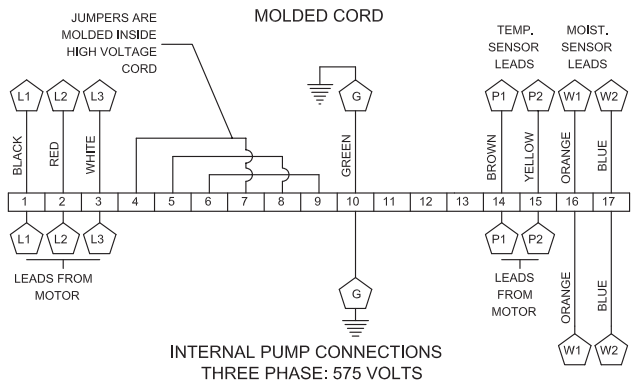 MOLDED CORD
JUMPERS ARE
MOLDED INSIDE
HIGH VOLTAGE
CORD
TEMP.
SENSOR
LEADS
MOIST.
SENSOR
LEADS
L1 L2 L3 G P1 P2 W1 W2
BLACK RED WHITE GREEN BROWN YELLOW ORANGE BLUE
1 2 3 4 5 6 7 8 9 10 11 12 13 14 15 16 17
L1 L2 L3 P1 P2
LEADS FROM
MOTOR
LEADS
FROM
MOTOR
ORANGE BLUE
G
W1 W2
INTERNAL PUMP CONNECTIONS
THREE PHASE: 575 VOLTS